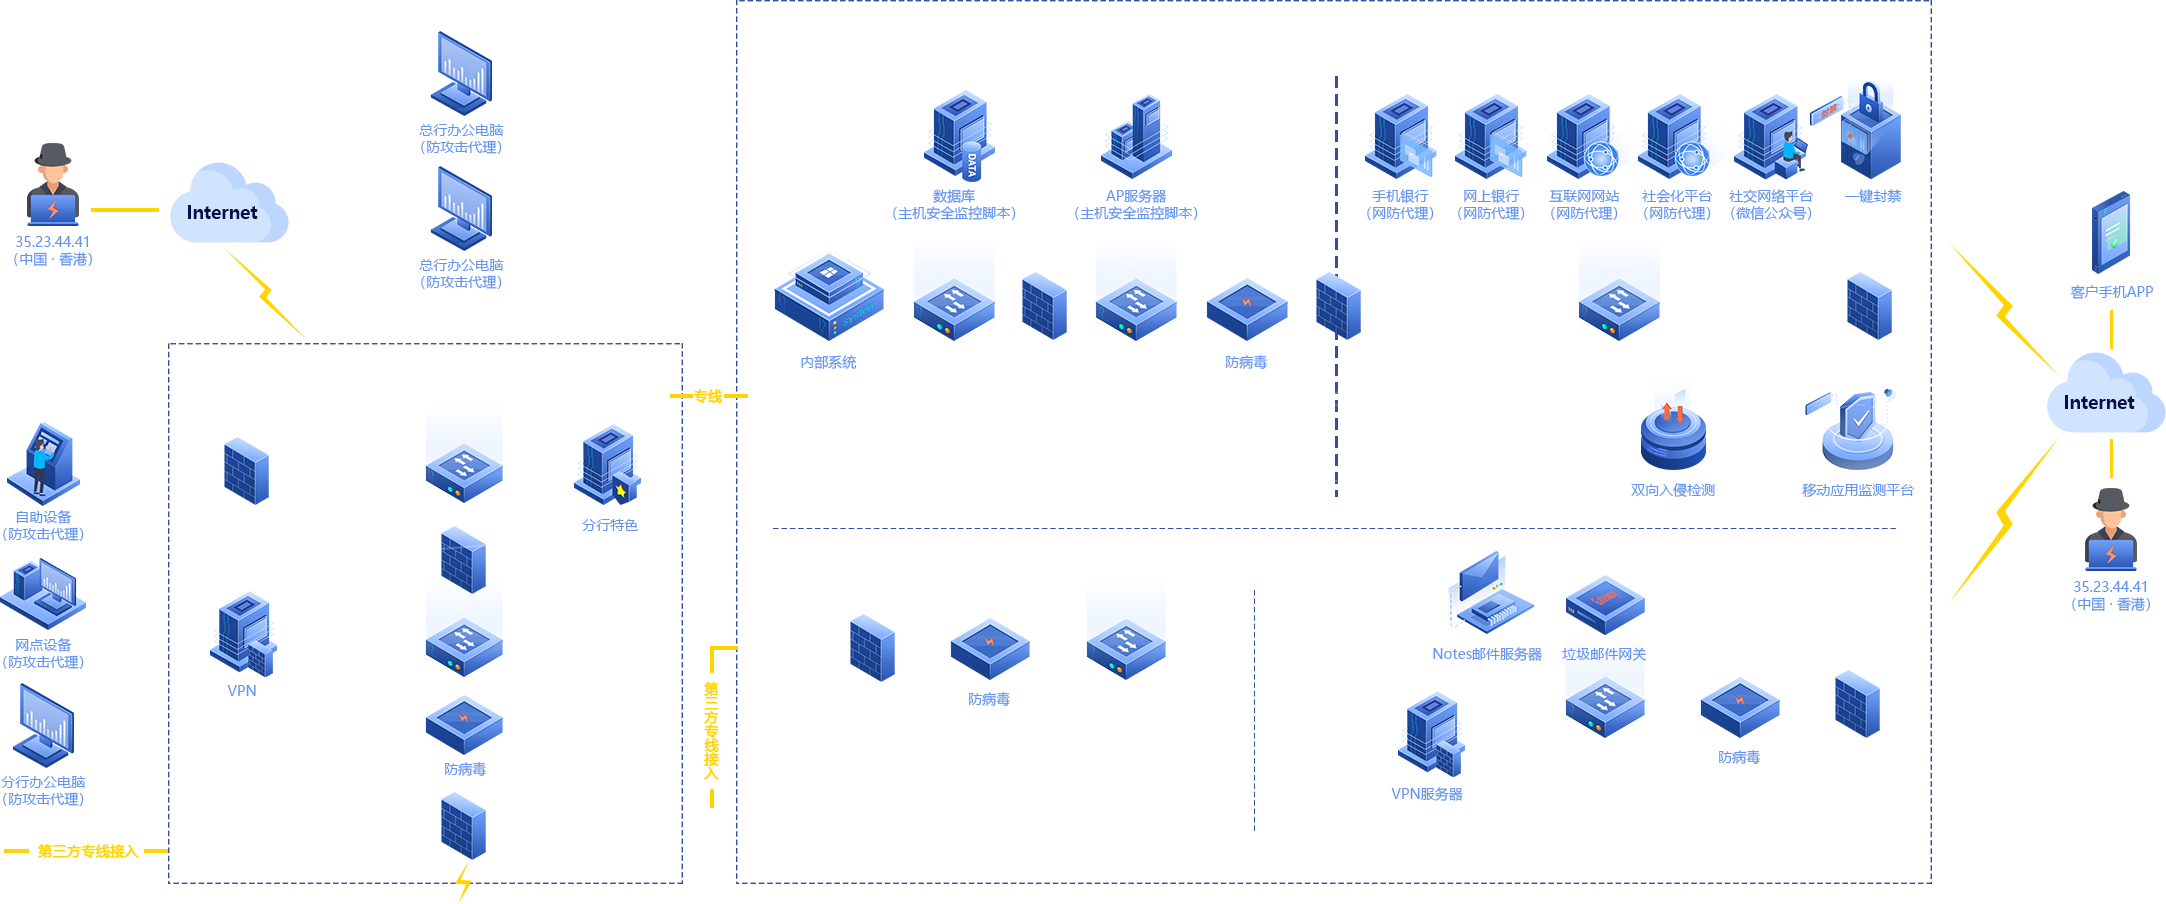 总行办公电脑
（防攻击代理）
总行办公电脑
（防攻击代理）
35.23.44.41
（中国 · 香港）
Internet
自助设备
（防攻击代理）
网点设备
（防攻击代理）
分行办公电脑
（防攻击代理）
第三方专线接入
VPN
防病毒
分行特色
专线
第三方专线接入
DATA
数据库
（主机安全监控脚本）
AP服务器
（主机安全监控脚本）
手机银行
（网防代理）
网上银行
（网防代理）
互联网网站
（网防代理）
社会化平台
（网防代理）
社交网络平台
（微信公众号）
一键封禁
system
内部系统
防病毒
双向入侵检测
移动应用监测平台
防病毒
Notes邮件服务器
垃圾邮件网关
VPN服务器
防病毒
客户手机APP
Internet
35.23.44.41
（中国 · 香港）